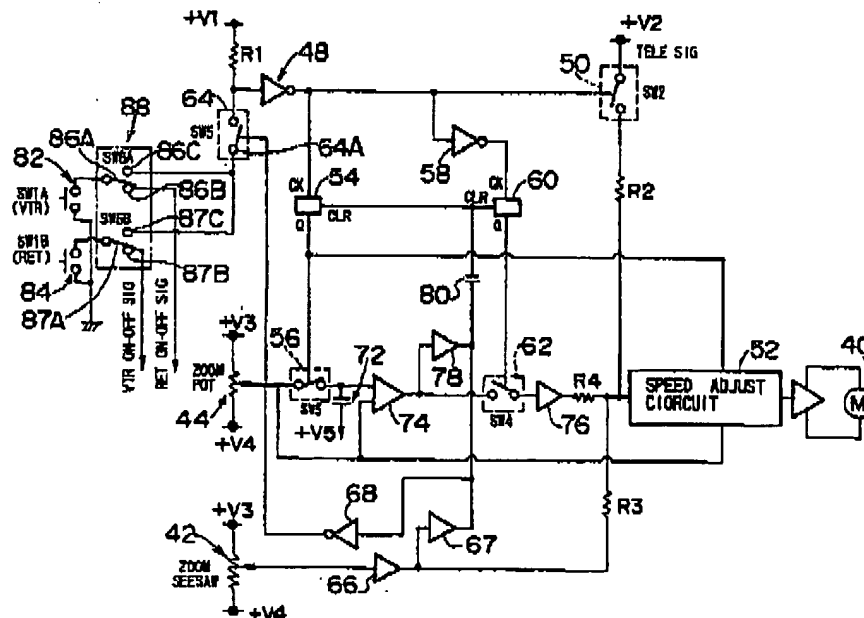 +V1
+V2
R1
48
TELE SIG
50
SW2
64
88
SW5
86A
SW6A
86C
64A
82
58
CK
54
CK
60
86B
CLR
CLR
SW1A
(VTR)
Q
Q
R2
SW6B
87C
SW1B
(RET)
87B
80
84
87A
VTR ON-OFF SIG
RET ON-OFF SIG
+V3
56
72
78
62
52
40
ZOOM
POT
R4
SPEED ADJUST
CIORCUIT
M
44
SW3
+V5
74
SW4
76
+V4
68
R3
+V3
42
67
ZOOM
SEESAW
66
+V4